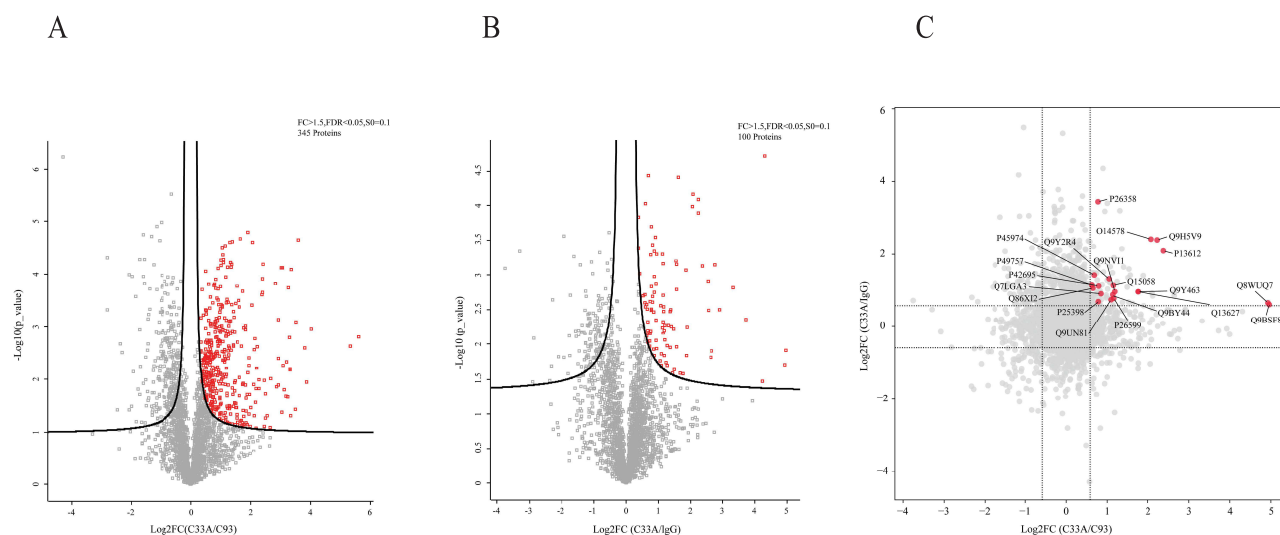 A
B
C
FC>1.5,FDR<0.05,S0=0.1
345 Proteins
6
5
4
3
2
1
0
-Log10(p_value)
-4
-2
0
2
4
6
Log2FC(C33A/C93)
FC>1.5,FDR<0.05,S0=0.1
100 Proteins
4.5
4
3.5
3
2.5
2
1.5
1
0.5
0
-Log10 (p_value)
-4
-3
-2
-1
0
1
2
3
4
5
Log2FC (C33A/IgG)
6
4
2
0
−2
−4
Log2FC (C33A/IgG)
P26358
O14578
Q9H5V9
P45974
Q9Y2R4
P13612
P49757
Q9NVI1
P42695
Q15058
Q7LGA3
Q9Y463
Q8WUQ7
Q86XI2
P25398
Q9BY44
Q13627
Q9BSF8
P26599
Q9UN81
−4
−3
−2
−1
0
1
2
3
4
5
Log2FC (C33A/C93)